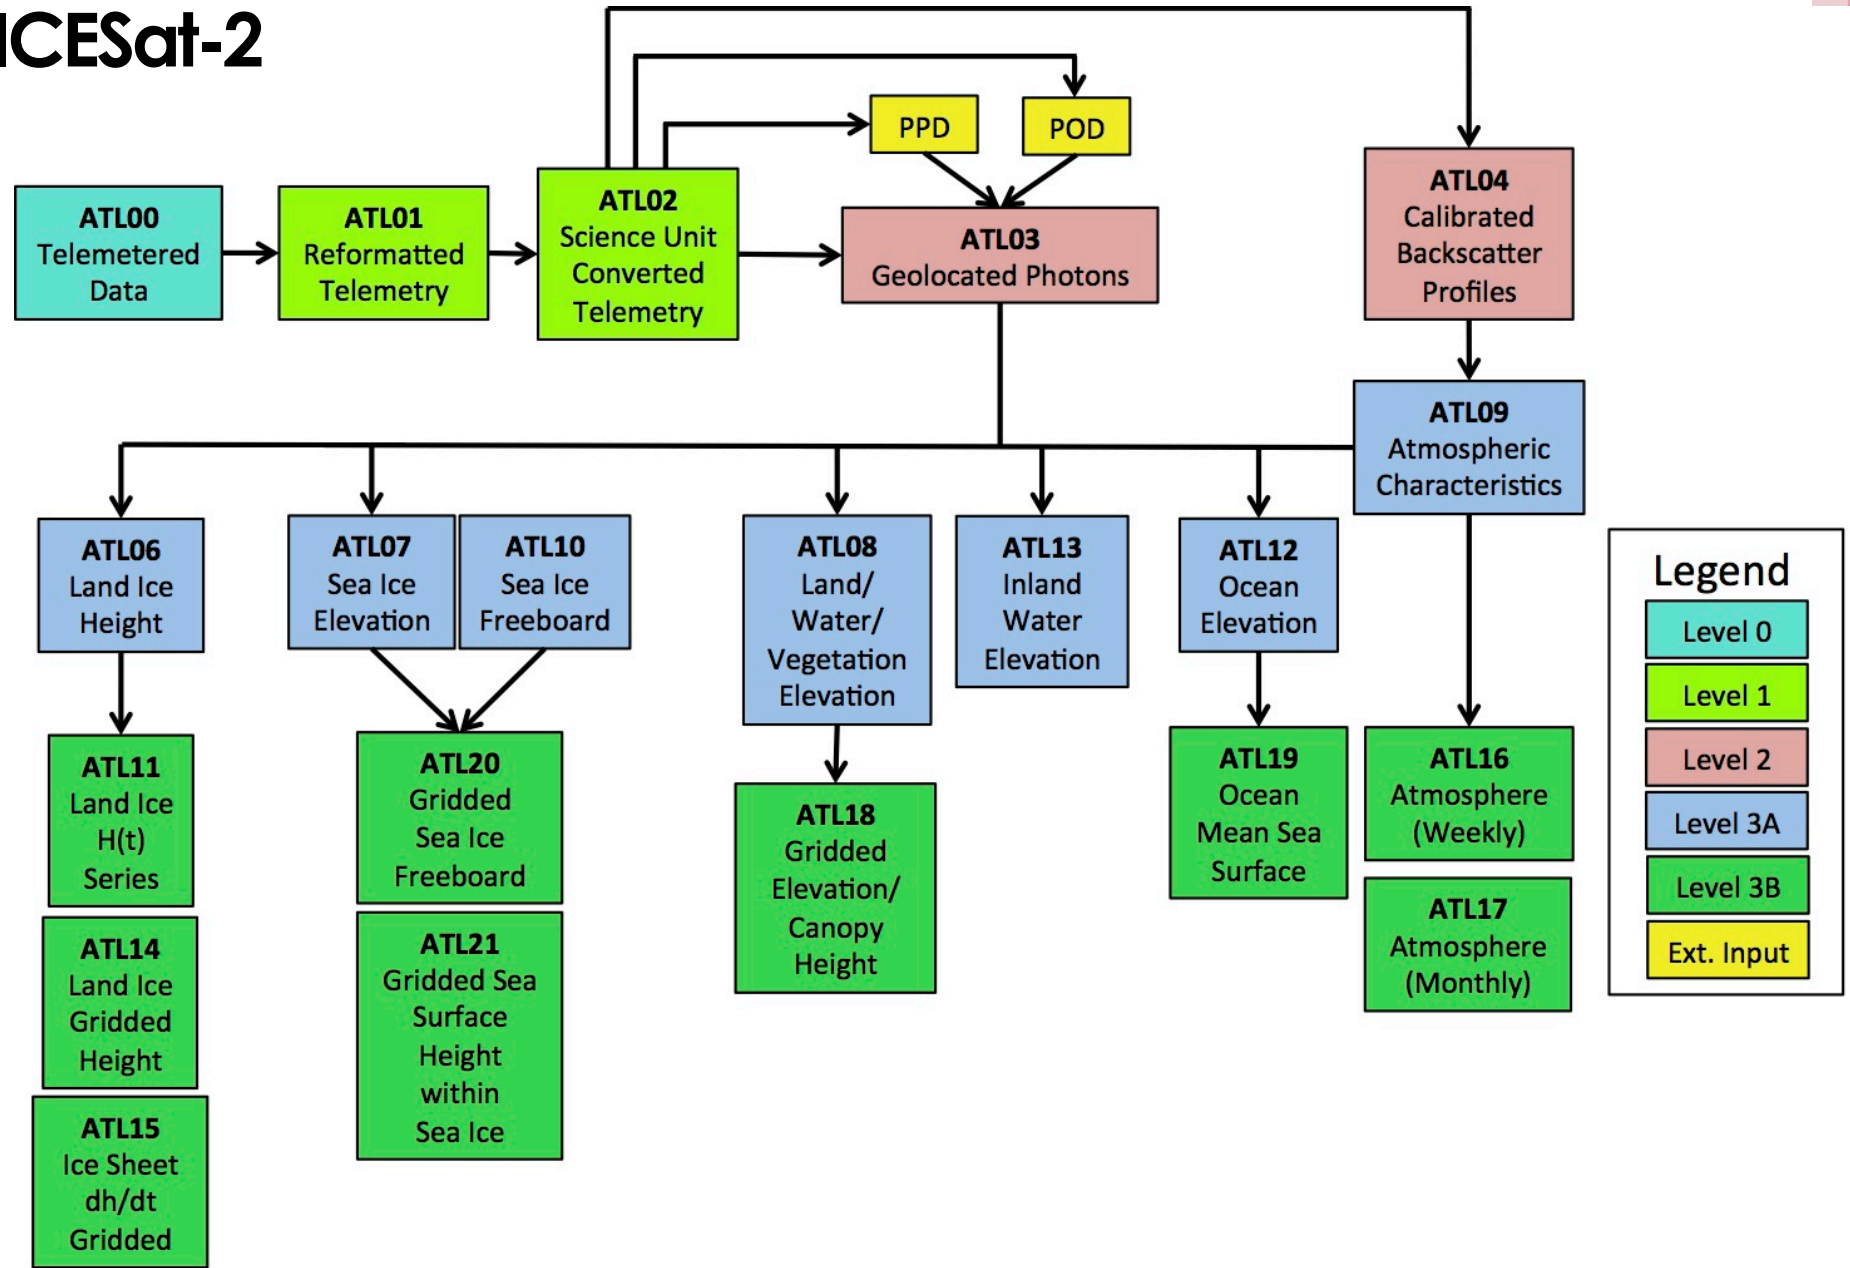 ICESat-2
PPD
POD
ATL00
Telemetered
Data
ATL01
Reformatted
Telemetry
ATL02
Science Unit
Converted
Telemetry
ATL03
Geolocated Photons
ATL04
Calibrated
Backscatter
Profiles
ATL09
Atmospheric
Characteristics
ATL06
Land Ice
Height
ATL07
Sea Ice
Elevation
ATL10
Sea Ice
Freeboard
ATL08
Land/
Water/
Vegetation
Elevation
ATL13
Inland
Water
Elevation
ATL12
Ocean
Elevation
ATL11
Land Ice
H(t)
Series
ATL14
Land Ice
Gridded
Height
ATL15
Ice Sheet
dh/dt
Gridded
ATL20
Gridded
Sea Ice
Freeboard
ATL21
Gridded Sea
Surface
Height
within
Sea Ice
ATL18
Gridded
Elevation/
Canopy
Height
ATL19
Ocean
Mean Sea
Surface
ATL16
Atmosphere
(Weekly)
ATL17
Atmosphere
(Monthly)
Legend
Level 0
Level 1
Level 2
Level 3A
Level 3B
Ext. Input